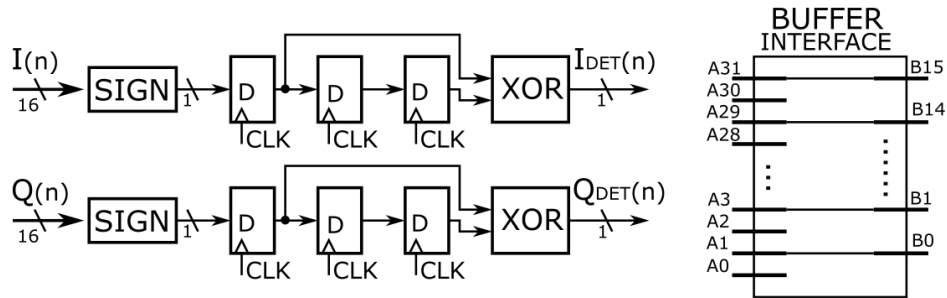 I(n)
16
SIGN
1
D
D
D
CLK
CLK
CLK
XOR
IDET(n)
1
Q(n)
16
SIGN
1
D
D
D
CLK
CLK
CLK
XOR
QDET(n)
1
BUFFER
INTERFACE
A31
B15
A30
A29
B14
A28
A3
B1
A2
A1
B0
A0